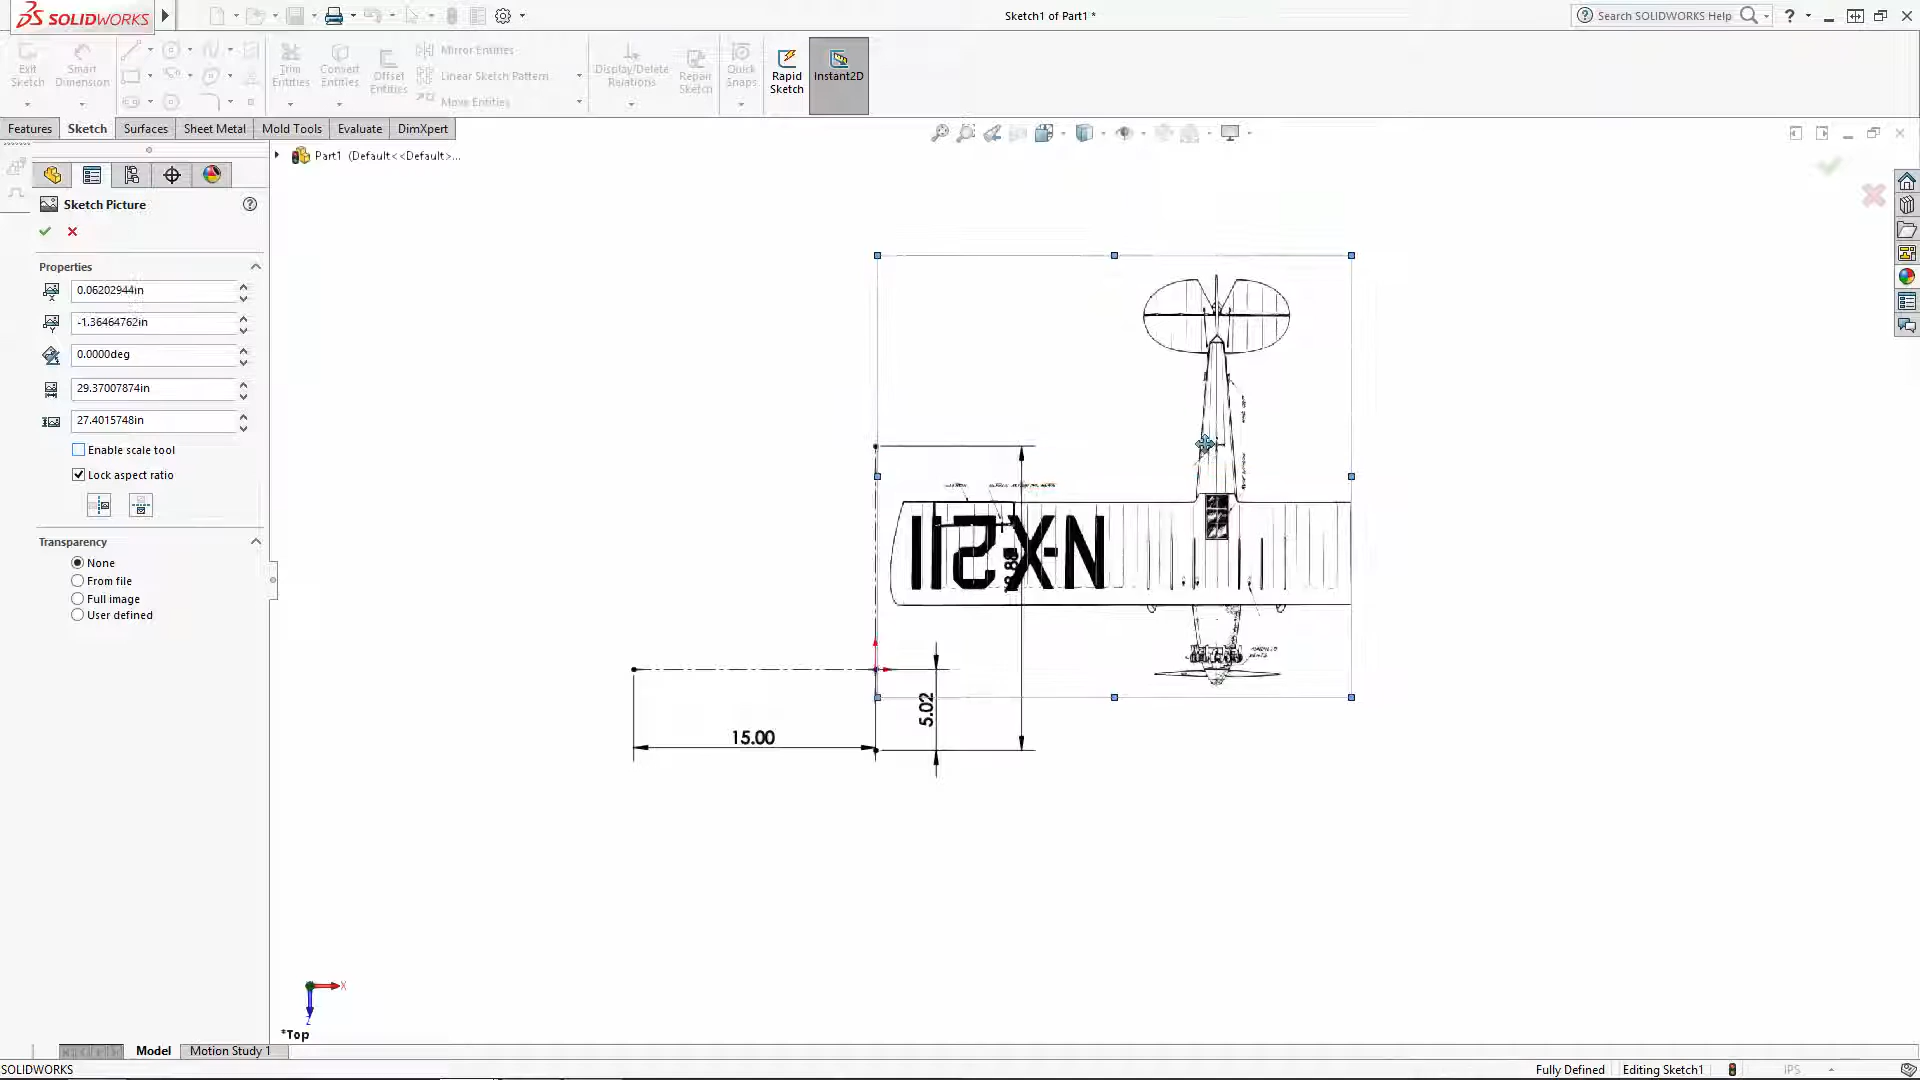 SOLIDWORKS
Sketch1 of Part1 *
Search SOLIDWORKS Help
Exit Sketch
Smart Dimension
Trim Entities
Convert Entities
Offset Entities
Mirror Entities
Linear Sketch Pattern
Move Entities
Display/Delete Relations
Repair Sketch
Quick Snaps
Rapid Sketch
Instant2D
Features
Sketch
Surfaces
Sheet Metal
Mold Tools
Evaluate
DimXpert
Part1 (Default<<Default>...
Sketch Picture
Properties
0.06202944in
-1.36464762in
0.0000deg
29.37007874in
27.4015748in
Enable scale tool
Lock aspect ratio
Transparency
None
From file
Full image
User defined
N-X-211
5.02
15.00
X
Z
*Top
Model
Motion Study 1
SOLIDWORKS
Fully Defined
Editing Sketch1
IPS